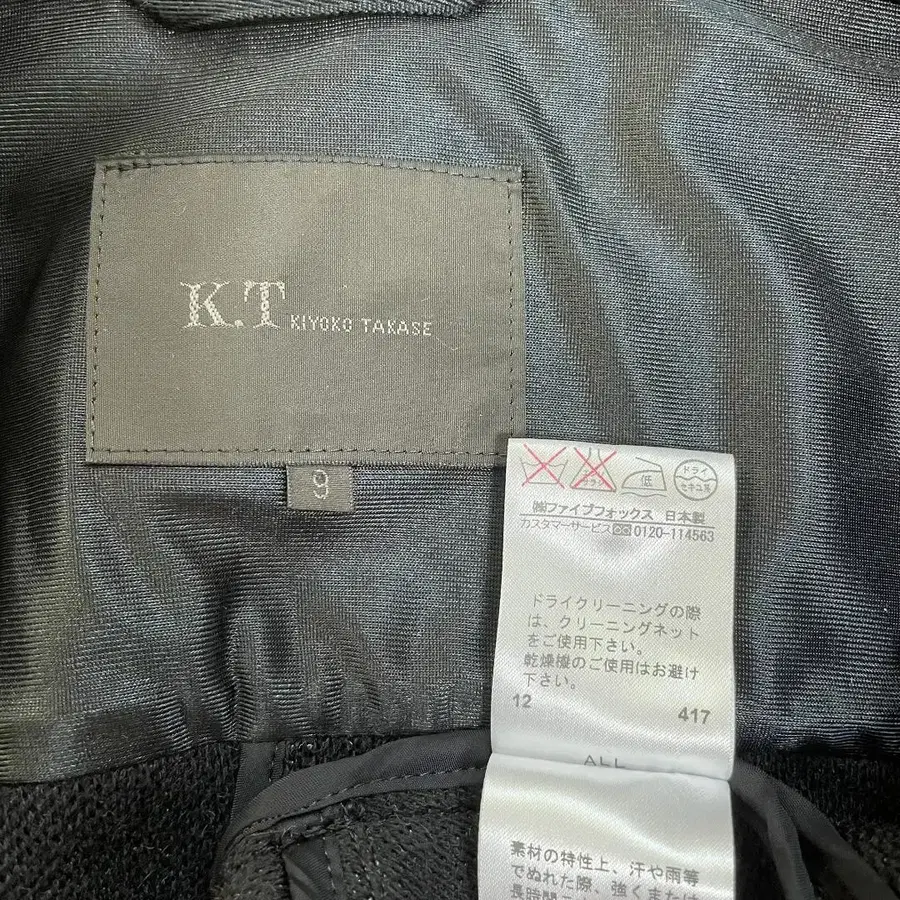 K.T KIYOKO TAKASE
9
低
ドライ
セキユ系
㈱ファイブフォックス 日本製
カスタマーサービス 0120-114563
ドライクリーニングの際
は、クリーニングネット
をご使用下さい。
乾燥機のご使用はお避け
下さい。
12 417
ALL
素材の特性上、汗や雨等
でぬれた際、強くまたは
長時間